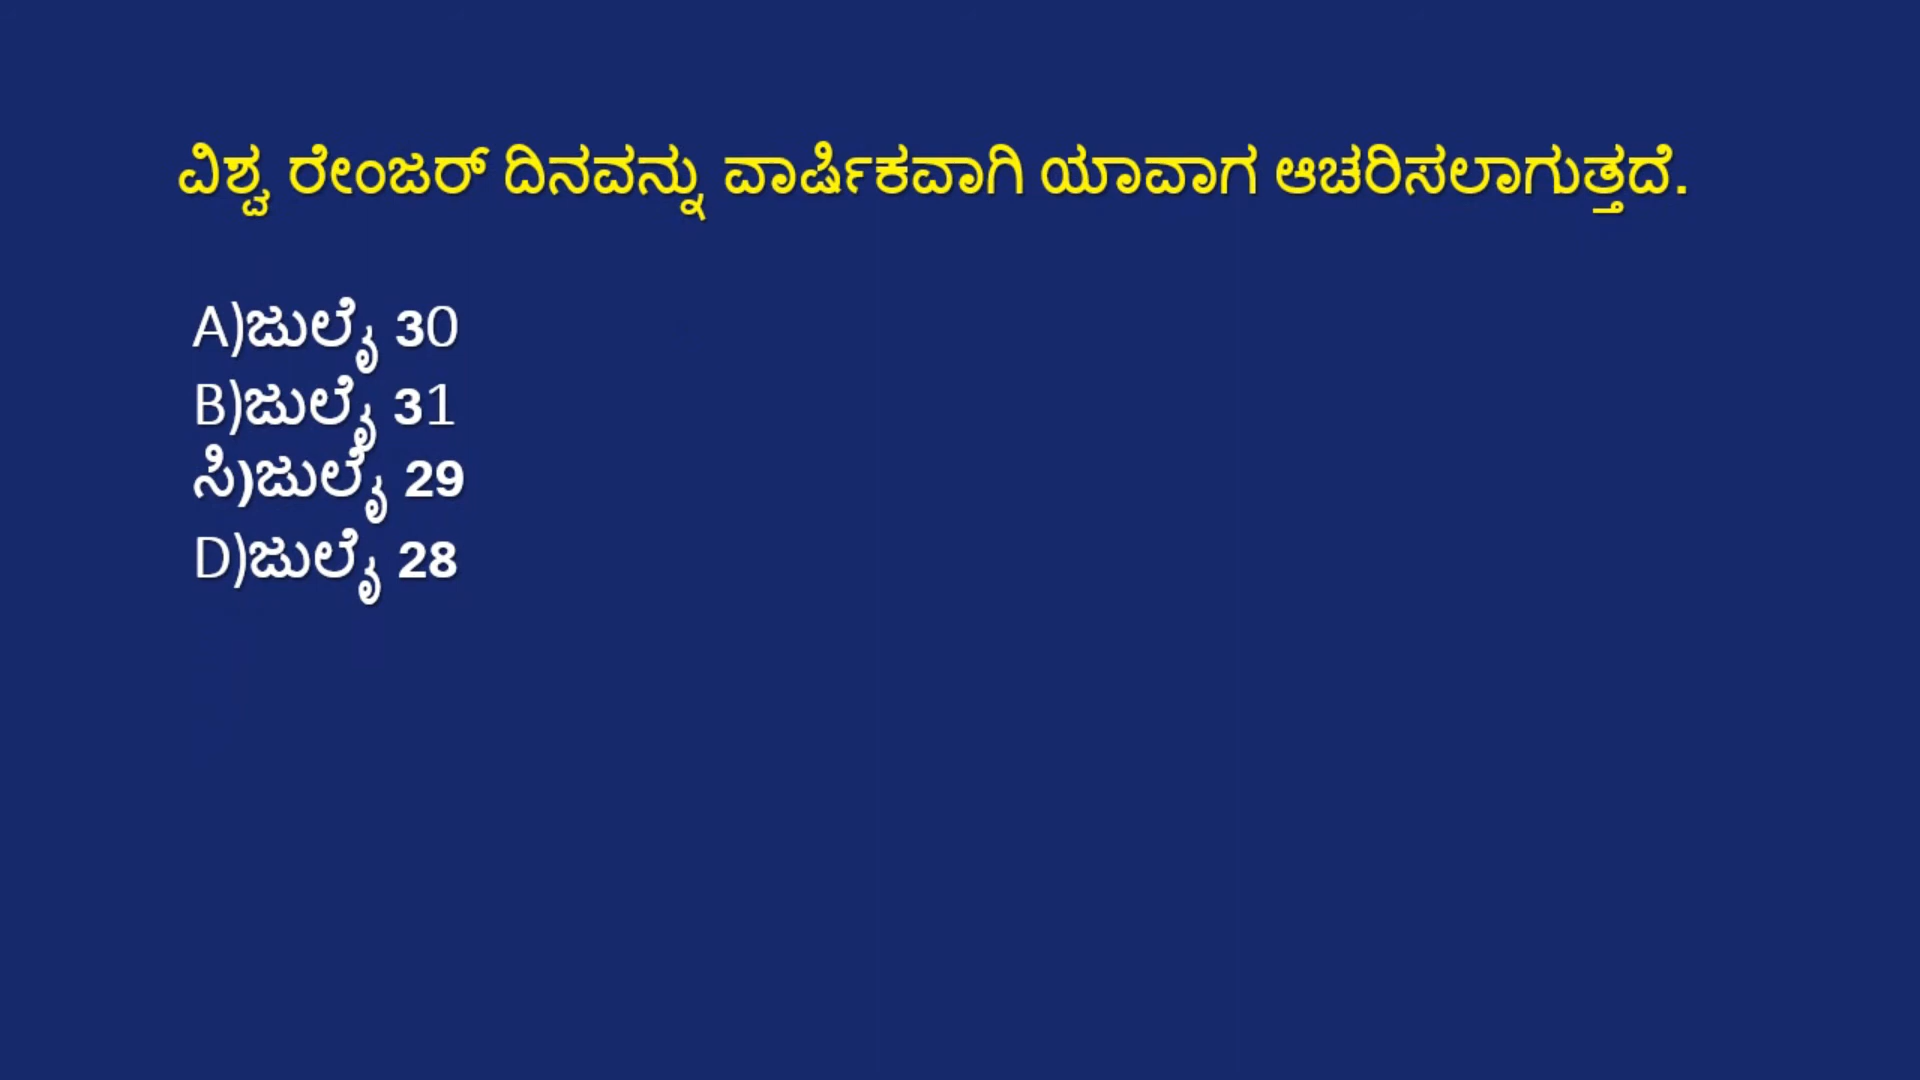 ವಿಶ್ವ ರೇಂಜರ್ ದಿನವನ್ನು ವಾರ್ಷಿಕವಾಗಿ ಯಾವಾಗ ಆಚರಿಸಲಾಗುತ್ತದೆ.
A)ಜುಲೈ 30
B)ಜುಲೈ 31
ಸಿ)ಜುಲೈ 29
D)ಜುಲೈ 28